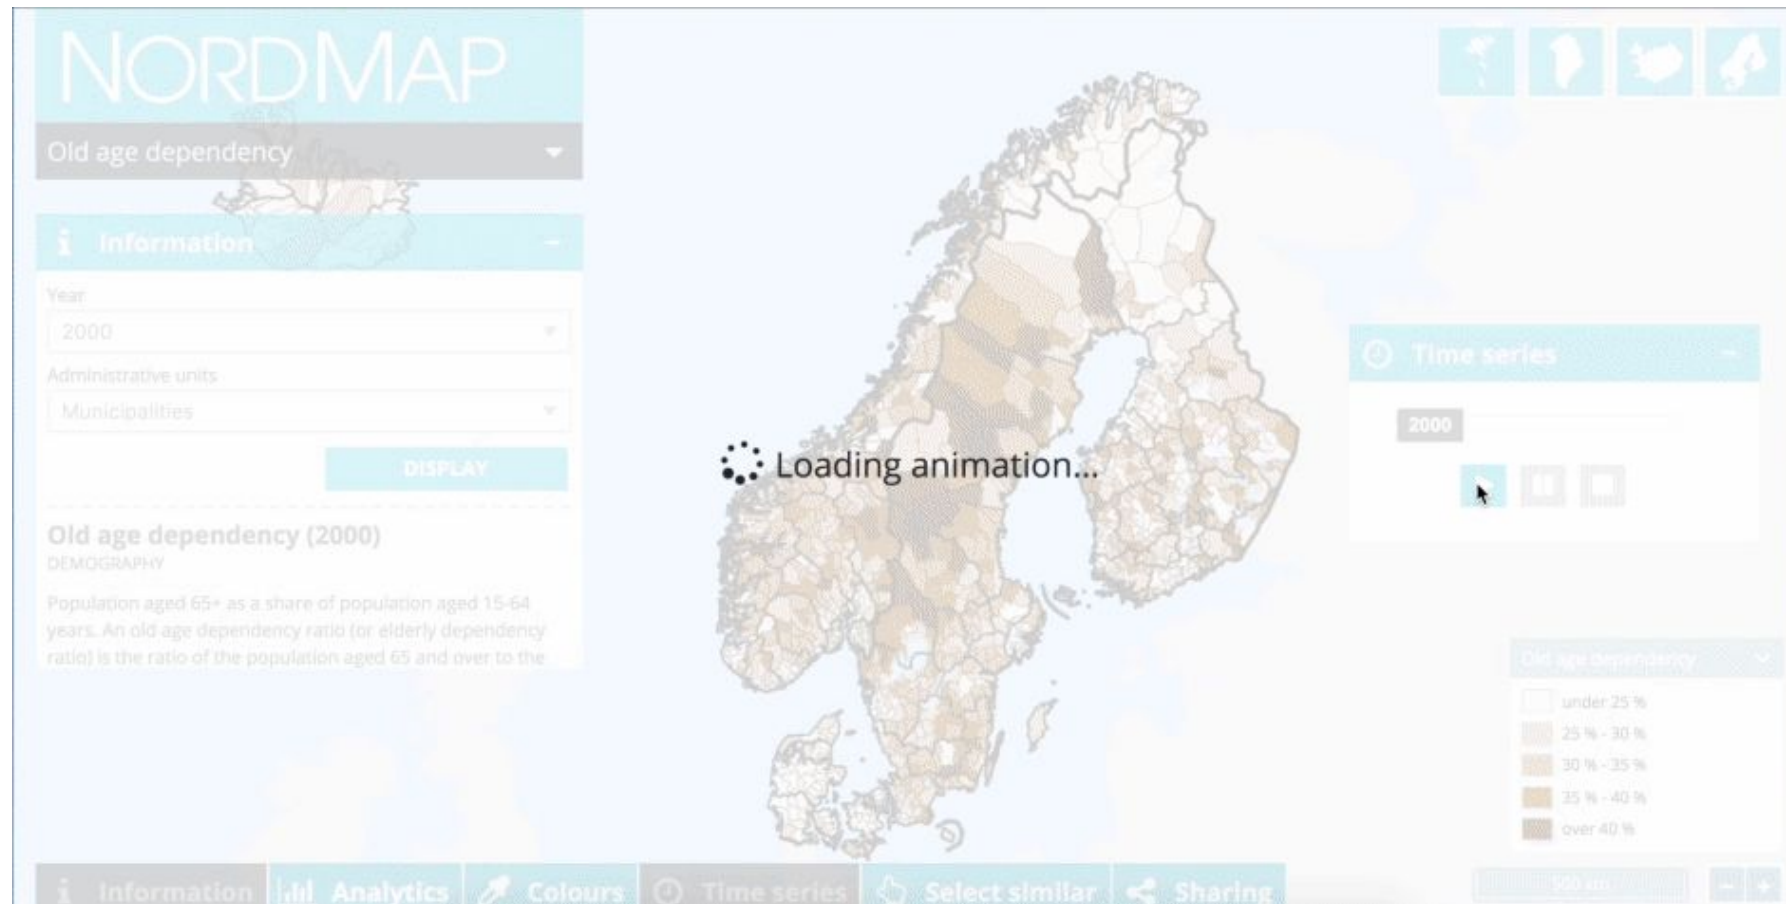 NORDMAP
Old age dependency
Information
Year
2000
Administrative units
Municipalities
DISPLAY
Old age dependency (2000)
DEMOGRAPHY
Population aged 65+ as a share of population aged 15-64
years. An old age dependency ratio (or elderly dependency
ratio) is the ratio of the population aged 65 and over to the
Loading animation...
Time series
2000
Old age dependency
under 25 %
25 % - 30 %
30 % - 35 %
35 % - 40 %
over 40 %
500 km
Information
Analytics
Colours
Time series
Select similar
Sharing